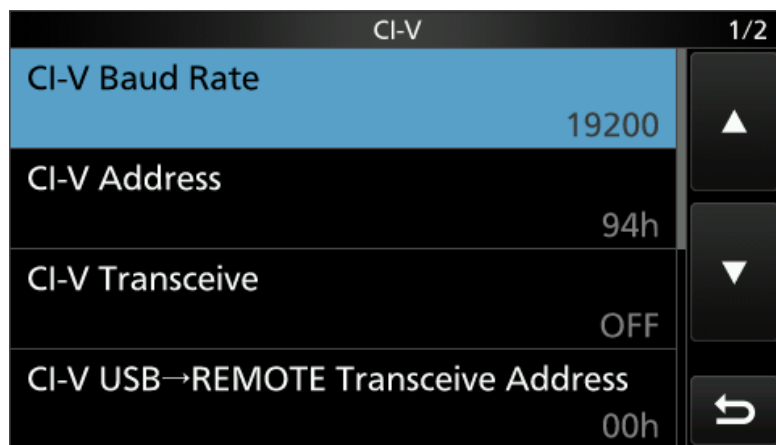 CI-V
1/2
CI-V Baud Rate
19200
CI-V Address
94h
CI-V Transceive
OFF
CI-V USB→REMOTE Transceive Address
00h